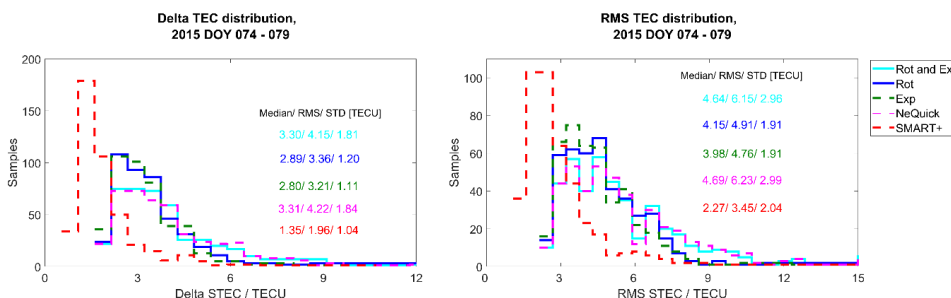 Delta TEC distribution,
2015 DOY 074 - 079
200
150
100
50
0
Samples
0
3
6
9
12
Delta STEC / TECU
Median/ RMS/ STD [TECU]
3.30/ 4.15/ 1.81
2.89/ 3.36/ 1.20
2.80/ 3.21/ 1.11
3.31/ 4.22/ 1.84
1.35/ 1.96/ 1.04
RMS TEC distribution,
2015 DOY 074 - 079
100
80
60
40
20
0
Samples
3
6
9
12
15
RMS STEC / TECU
Median/ RMS/ STD [TECU]
4.64/ 6.15/ 2.96
4.15/ 4.91/ 1.91
3.98/ 4.76/ 1.91
4.69/ 6.23/ 2.99
2.27/ 3.45/ 2.04
Rot and Ex
Rot
Exp
NeQuick
SMART+